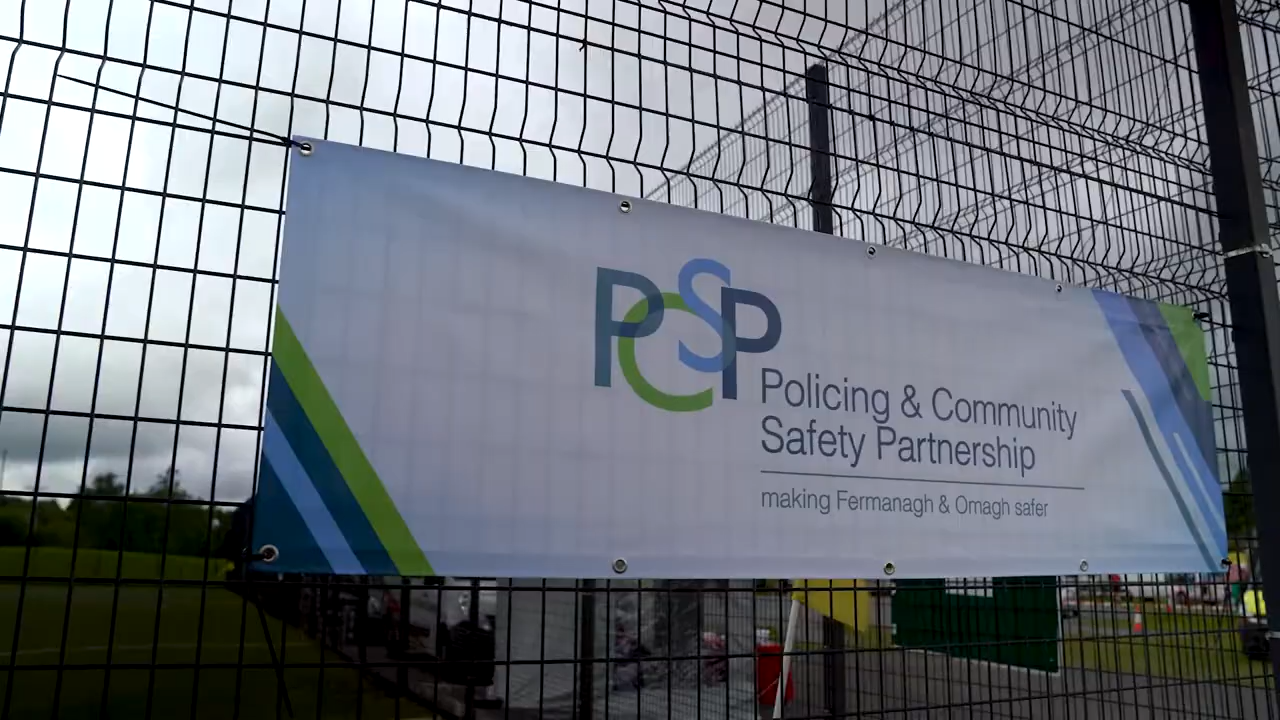 PCSP
Policing & Community
Safety Partnership
making Fermanagh & Omagh safer